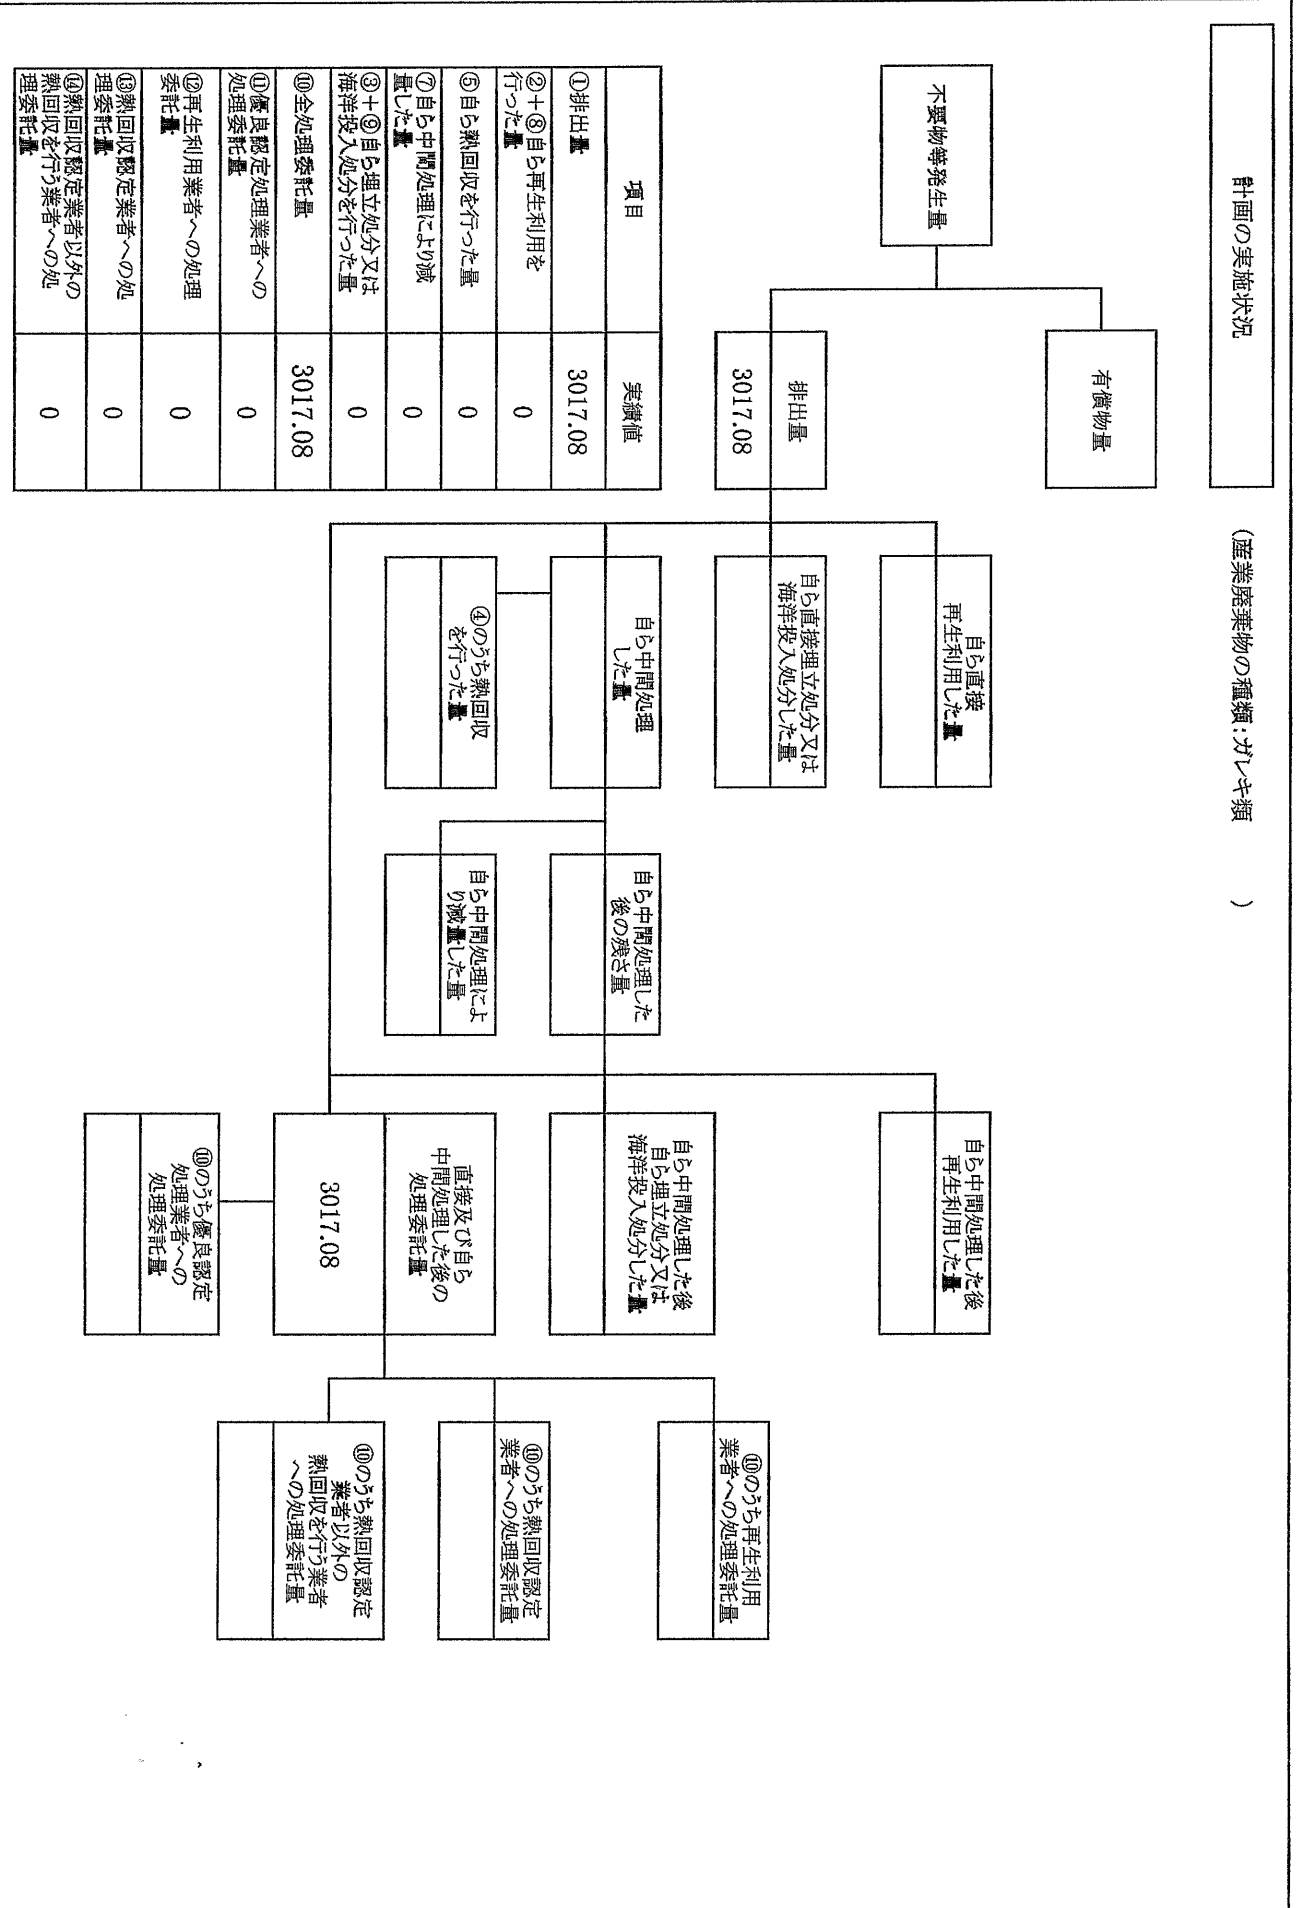 計画の実施状況
(産業廃棄物の種類:ガレキ類　　　)
有償物量
不要物等発生量
排出量
3017.08
自ら直接
再生利用した量
自ら直接埋立処分又は
海洋投入処分した量
自ら中間処理
した量
④のうち熱回収
を行った量
自ら中間処理した
後の残さ量
自ら中間処理によ
り減量した量
自ら中間処理した後
再生利用した量
自ら中間処理した後
自ら埋立処分又は
海洋投入処分した量
直接及び自ら
中間処理した後の
処理委託量
3017.08
⑩のうち優良認定
処理業者への
処理委託量
⑩のうち再生利用
業者への処理委託量
⑩のうち熱回収認定
業者への処理委託量
⑩のうち熱回収認定
業者以外の
熱回収を行う業者
への処理委託量
項目
実績値
①排出量
3017.08
②+⑧自ら再生利用を
行った量
0
⑤自ら熱回収を行った量
0
⑦自ら中間処理により減
量した量
0
③+⑨自ら埋立処分又は
海洋投入処分を行った量
0
⑩全処理委託量
3017.08
⑪優良認定処理業者への
処理委託量
0
⑫再生利用業者への処理
委託量
0
⑬熱回収認定業者への処
理委託量
0
⑭熱回収認定業者以外の
熱回収を行う業者への処
理委託量
0